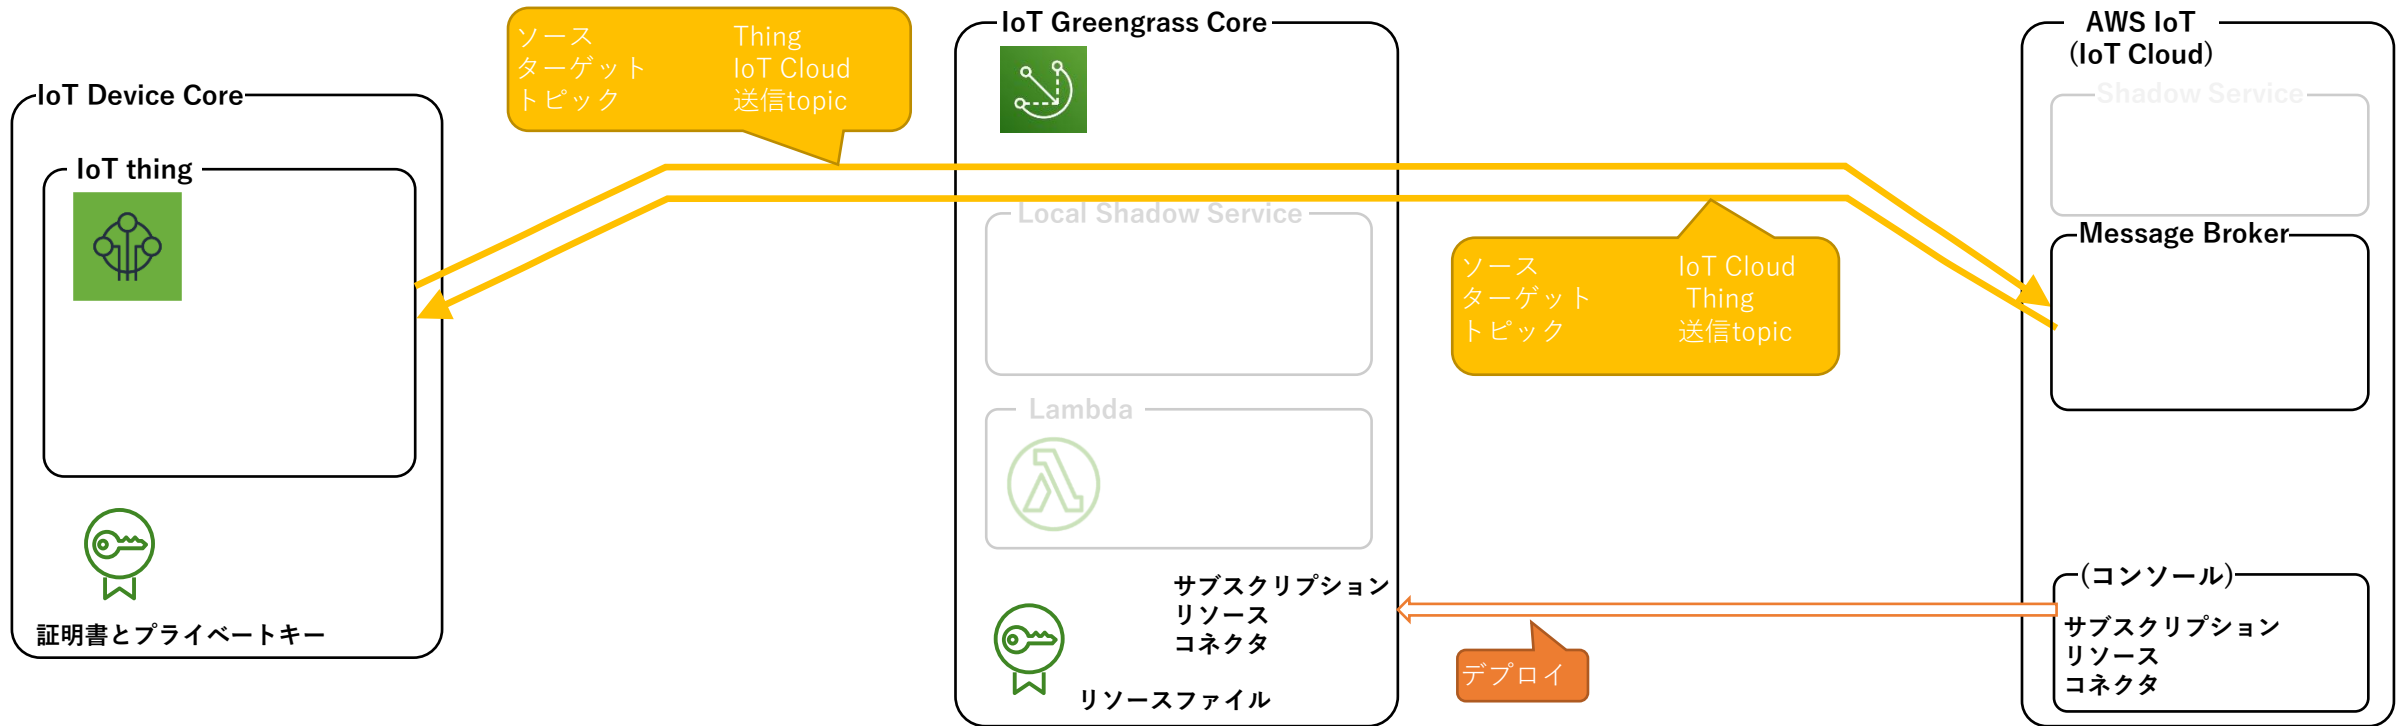 IoT Device Core
IoT thing
証明書とプライベートキー
ソース Thing
ターゲット IoT Cloud
トピック 送信topic
IoT Greengrass Core
Local Shadow Service
Lambda
サブスクリプション
リソース
コネクタ
リソースファイル
ソース IoT Cloud
ターゲット Thing
トピック 送信topic
デプロイ
AWS IoT
(IoT Cloud)
Shadow Service
Message Broker
(コンソール)
サブスクリプション
リソース
コネクタ